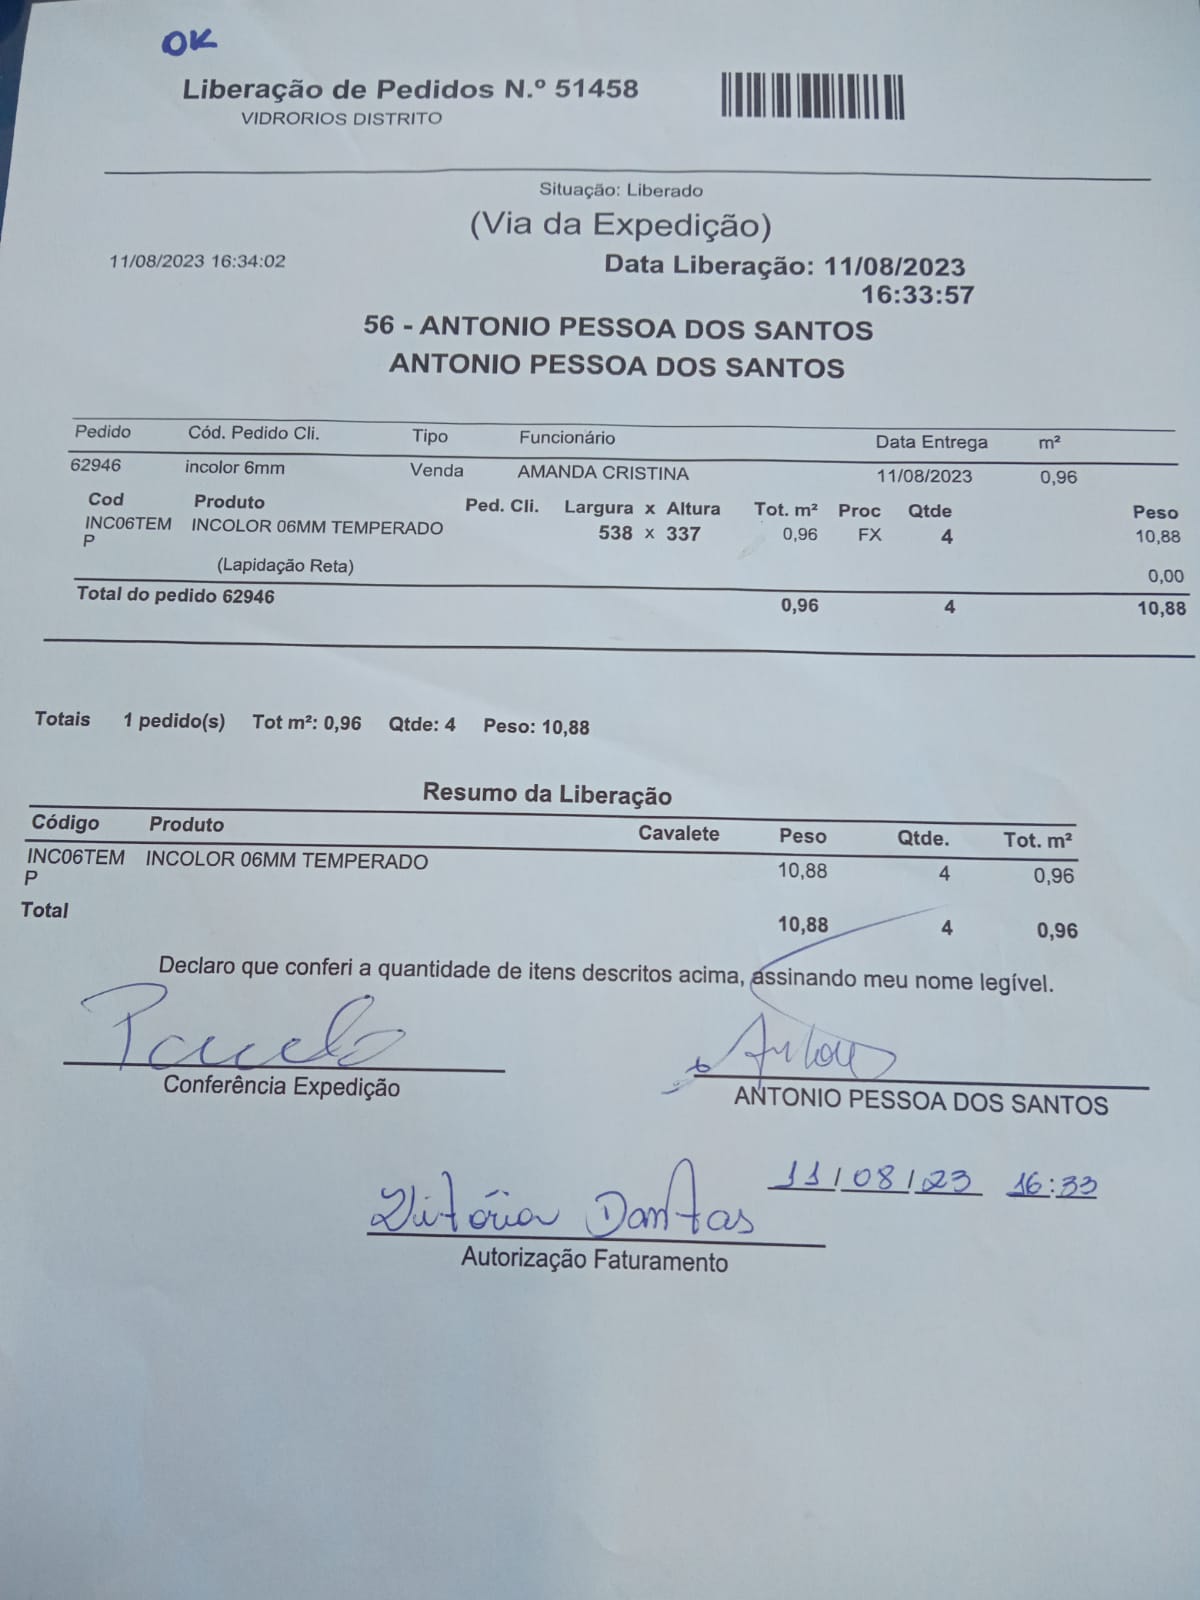 OK
Liberação de Pedidos N.º 51458
VIDRORIOS DISTRITO
Situação: Liberado
(Via da Expedição)
11/08/2023 16:34:02 Data Liberação: 11/08/2023
16:33:57
56 - ANTONIO PESSOA DOS SANTOS
ANTONIO PESSOA DOS SANTOS
Pedido Cód. Pedido Cli. Tipo Funcionário Data Entrega m²
62946 incolor 6mm Venda AMANDA CRISTINA 11/08/2023 0,96
Cod Produto Ped. Cli. Largura x Altura Tot. m² Proc Qtde Peso
INC06TEM INCOLOR 06MM TEMPERADO 538 x 337 0,96 FX 4 10,88
P
(Lapidação Reta) 0,00
Total do pedido 62946 0,96 4 10,88
Totais 1 pedido(s) Tot m²: 0,96 Qtde: 4 Peso: 10,88
Resumo da Liberação
Código Produto Cavalete Peso Qtde. Tot. m²
INC06TEM INCOLOR 06MM TEMPERADO 10,88 4 0,96
P
Total 10,88 4 0,96
Declaro que conferi a quantidade de itens descritos acima, assinando meu nome legível.
Conferência Expedição
ANTONIO PESSOA DOS SANTOS
11/08/23 16:33
Vitória Dantas
Autorização Faturamento